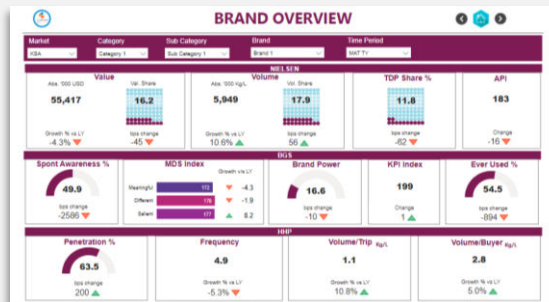 BRAND OVERVIEW
Market Category Sub Category Brand Time Period
KSA Category 1 Sub Category 1 Brand 1 MAT TY
NIELSEN
Value Volume TDP Share % API
Abs. '000 USD Vol. Share Abs. '000 Kg/L Vol. Share
55,417 16.2 5,949 17.9 11.8 183
Growth % vs LY bps change Growth % vs LY bps change bps change Change
-4.3% -45 10.6% 56 -62 -16
BGS
Spont Awareness % MDS Index Brand Power KPI Index Ever Used %
Growth v/s LY
49.9 16.6 199 54.5
Meaningful 172 -4.3
Different 176 -1.9
Salient 177 8.2
bps change bps change Change bps change
-2586 -10 1 -894
HHP
Penetration % Frequency Volume/Trip Kg/L Volume/Buyer Kg/L
63.5 4.9 1.1 2.8
bps change Growth % vs LY Growth % vs LY Growth % vs LY
200 -5.3% 10.8% 5.0%